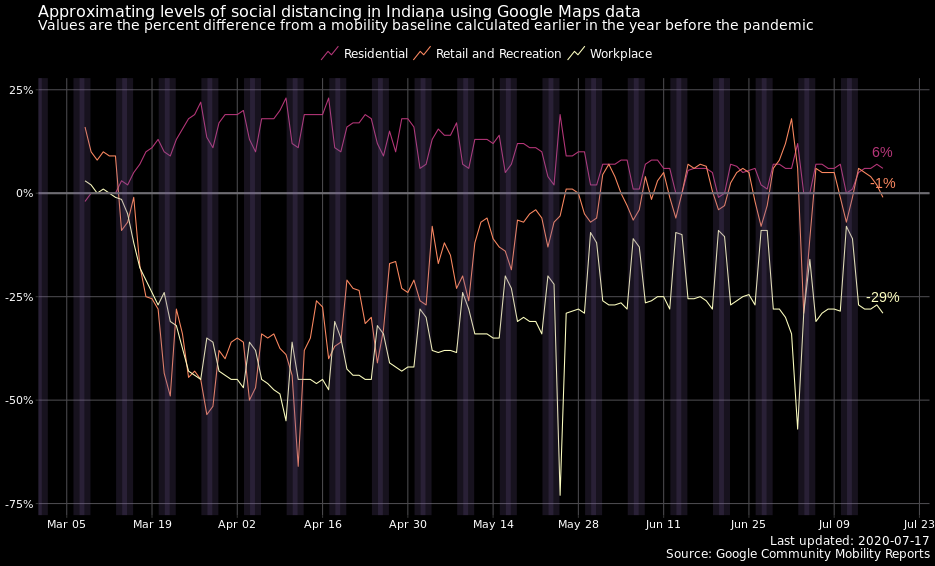 Approximating levels of social distancing in Indiana using Google Maps data
Values are the percent difference from a mobility baseline calculated earlier in the year before the pandemic
Residential Retail and Recreation Workplace
25%
0%
-25%
-50%
-75%
6%
-1%
-29%
Mar 05 Mar 19 Apr 02 Apr 16 Apr 30 May 14 May 28 Jun 11 Jun 25 Jul 09 Jul 23
Last updated: 2020-07-17
Source: Google Community Mobility Reports